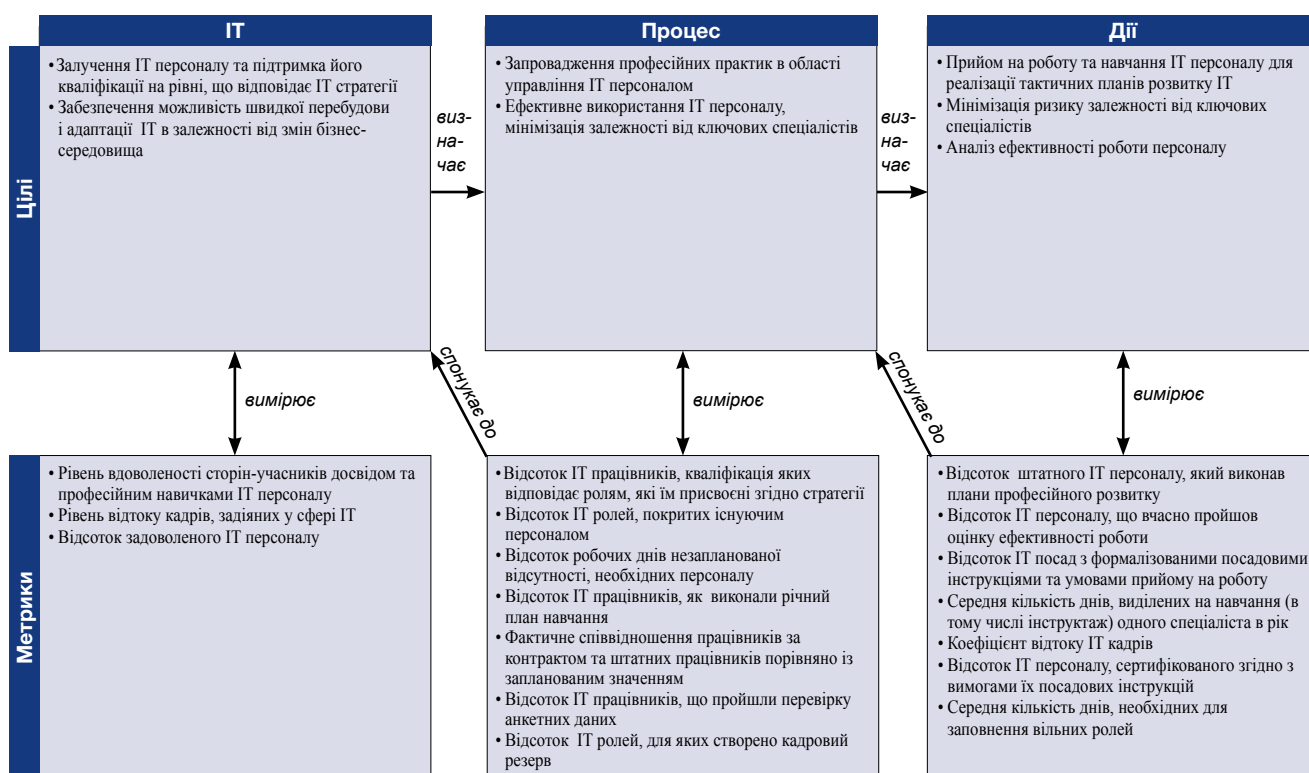 ІТ
Процес
Дії
Цілі
• Залучення ІТ персоналу та підтримка його
кваліфікації на рівні, що відповідає ІТ стратегії
• Забезпечення можливість швидкої перебудови
і адаптації  ІТ в залежності від змін бізнес-
середовища
виз-
на-
чає
• Запровадження професійних практик в області
управління ІТ персоналом
• Ефективне використання ІТ персоналу,
мінімізація залежності від ключових спеціалістів
виз-
на-
чає
• Прийом на роботу та навчання ІТ персоналу для
реалізації тактичних планів розвитку ІТ
• Мінімізація ризику залежності від ключових
спеціалістів
• Аналіз ефективності роботи персоналу
вимірює
спонукає до
вимірює
спонукає до
вимірює
Метрики
• Рівень вдоволеності сторін-учасників досвідом та
професійним навичками ІТ персоналу
• Рівень відтоку кадрів, задіяних у сфері ІТ
• Відсоток задоволеного ІТ персоналу
• Відсоток ІТ працівників, кваліфікація яких
відповідає ролям, які їм присвоєні згідно стратегії
• Відсоток ІТ ролей, покритих існуючим
персоналом
• Відсоток робочих днів незапланованої
відсутності, необхідних персоналу
• Відсоток ІТ працівників, як  виконали річний
план навчання
• Фактичне співвідношення працівників за
контрактом та штатних працівників порівняно із
запланованим значенням
• Відсоток ІТ працівників, що пройшли перевірку
анкетних даних
• Відсоток  ІТ ролей, для яких створено кадровий
резерв
• Відсоток  штатного ІТ персоналу, який виконав
плани професійного розвитку
• Відсоток ІТ персоналу, що вчасно пройшов
оцінку ефективності роботи
• Відсоток ІТ посад з формалізованими посадовими
інструкціями та умовами прийому на роботу
• Середня кількість днів, виділених на навчання (в
тому числі інструктаж) одного спеціаліста в рік
• Коефіцієнт відтоку ІТ кадрів
• Відсоток ІТ персоналу, сертифікованого згідно з
вимогами їх посадових інструкцій
• Середня кількість днів, необхідних для
заповнення вільних ролей